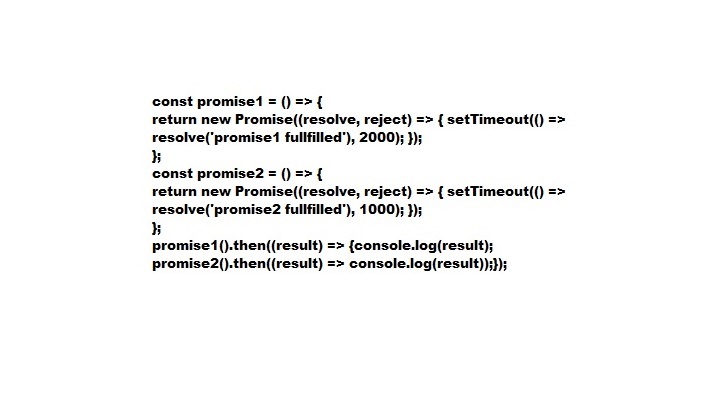 const promise1 = () => {
return new Promise((resolve, reject) => { setTimeout(() =>
resolve('promise1 fullfilled'), 2000); });
};
const promise2 = () => {
return new Promise((resolve, reject) => { setTimeout(() =>
resolve('promise2 fullfilled'), 1000); });
};
promise1().then((result) => {console.log(result);
promise2().then((result) => console.log(result));});